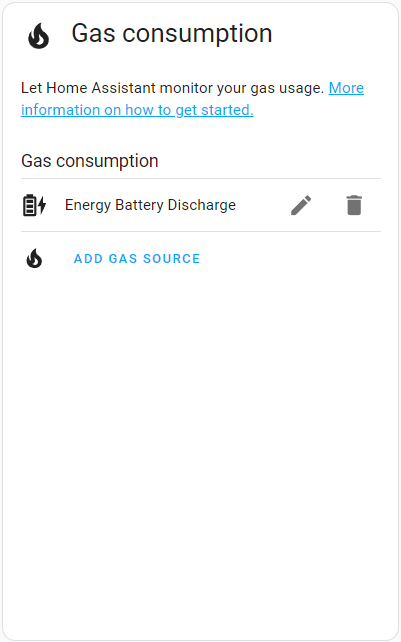 Gas consumption
Let Home Assistant monitor your gas usage. More
information on how to get started.
Gas consumption
Energy Battery Discharge
ADD GAS SOURCE